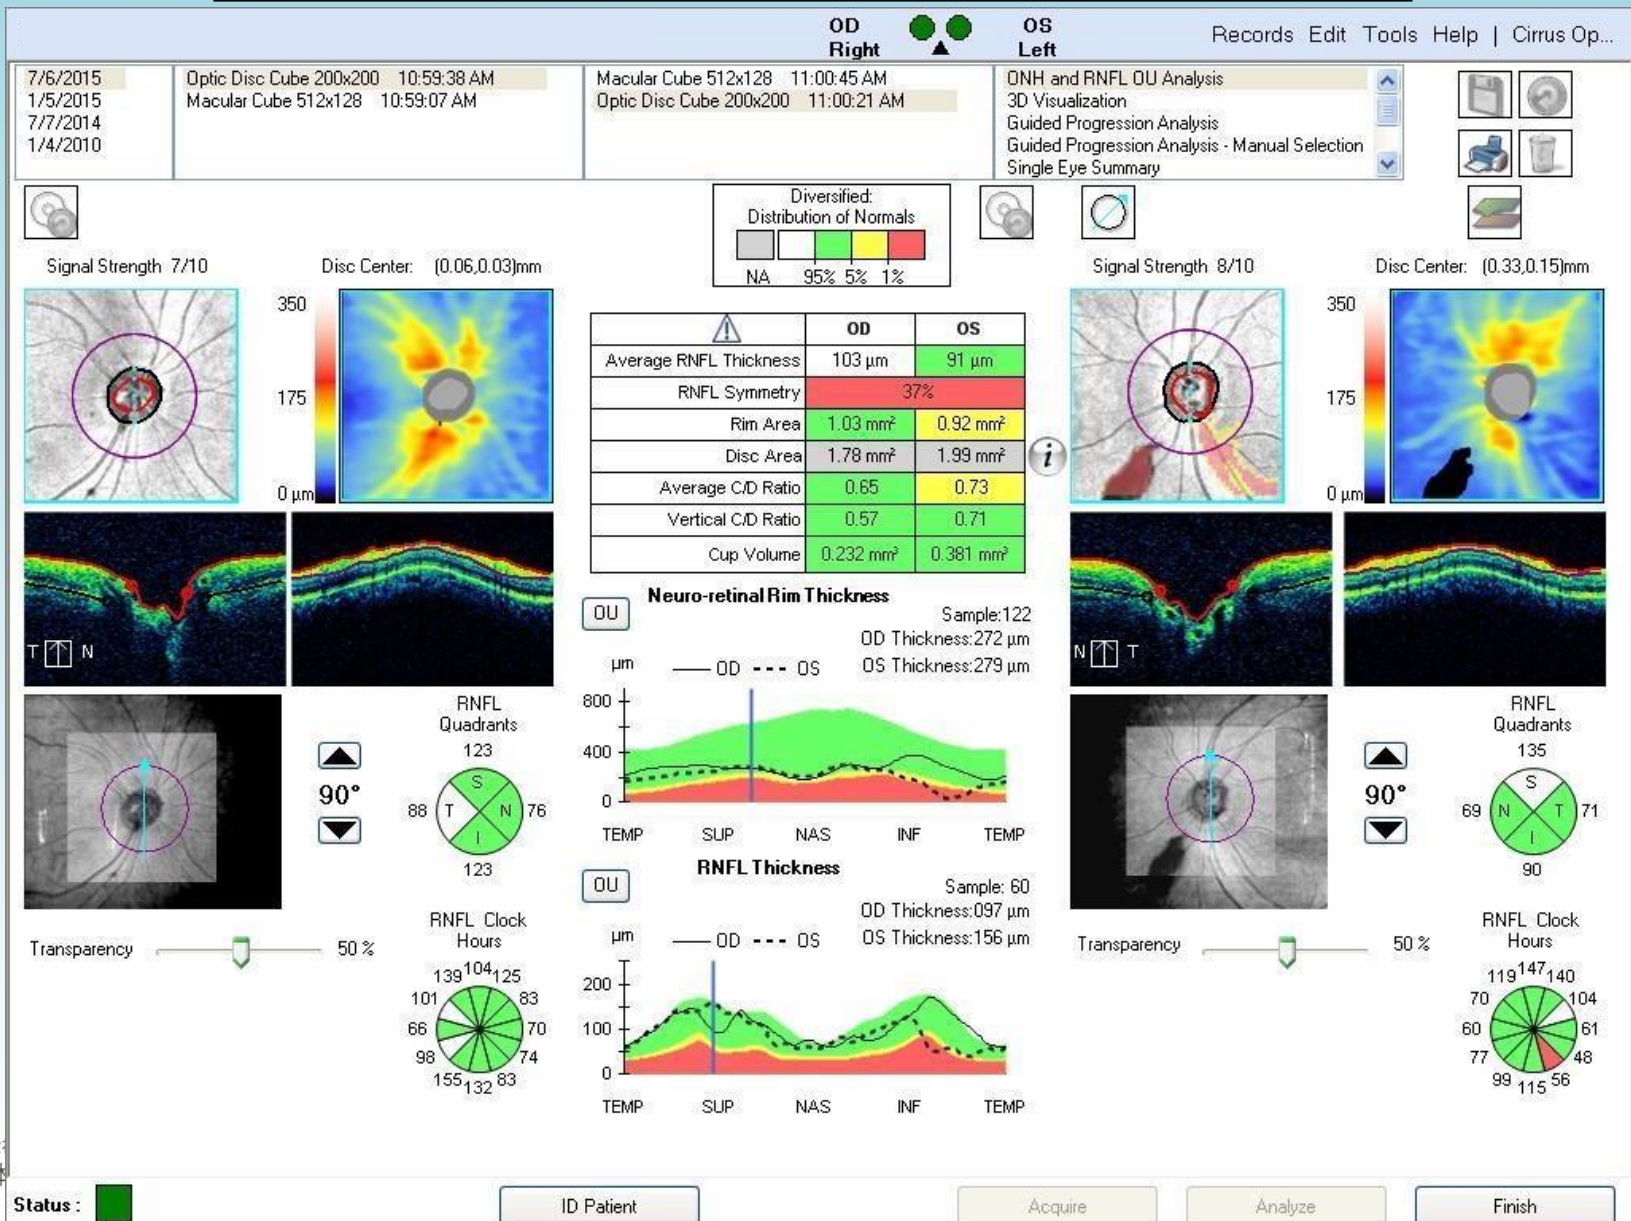 OD
Right
OS
Left
Records Edit Tools Help | Cirrus Op...
7/6/2015
1/5/2015
7/7/2014
1/4/2010
Optic Disc Cube 200x200 10:59:38 AM
Macular Cube 512x128 10:59:07 AM
Macular Cube 512x128 11:00:45 AM
Optic Disc Cube 200x200 11:00:21 AM
ONH and RNFL OU Analysis
3D Visualization
Guided Progression Analysis
Guided Progression Analysis - Manual Selection
Single Eye Summary
Diversified:
Distribution of Normals
NA 95% 5% 1%
Signal Strength 7/10
Disc Center: (0.06,0.03)mm
350
175
0 µm
T N
90°
RNFL
Quadrants
123
88 T S N I 76
123
Transparency 50 %
RNFL Clock
Hours
139 104 125
101 83
66 70
98 74
155 132 83
OD OS
Average RNFL Thickness 103 µm 91 µm
RNFL Symmetry 37%
Rim Area 1.03 mm² 0.92 mm²
Disc Area 1.78 mm² 1.99 mm²
Average C/D Ratio 0.65 0.73
Vertical C/D Ratio 0.57 0.71
Cup Volume 0.232 mm³ 0.381 mm³
i
OU
Neuro-retinal Rim Thickness
Sample:122
OD Thickness:272 µm
OS Thickness:279 µm
µm OD OS
800
400
0
TEMP SUP NAS INF TEMP
OU
RNFL Thickness
Sample: 60
OD Thickness:097 µm
OS Thickness:156 µm
µm OD OS
200
100
0
TEMP SUP NAS INF TEMP
Signal Strength 8/10
Disc Center: (0.33,0.15)mm
350
175
0 µm
N T
90°
RNFL
Quadrants
135
69 N S T I 71
90
Transparency 50 %
RNFL Clock
Hours
119 147 140
70 104
60 61
77 48
99 115 56
Status :
ID Patient
Acquire
Analyze
Finish